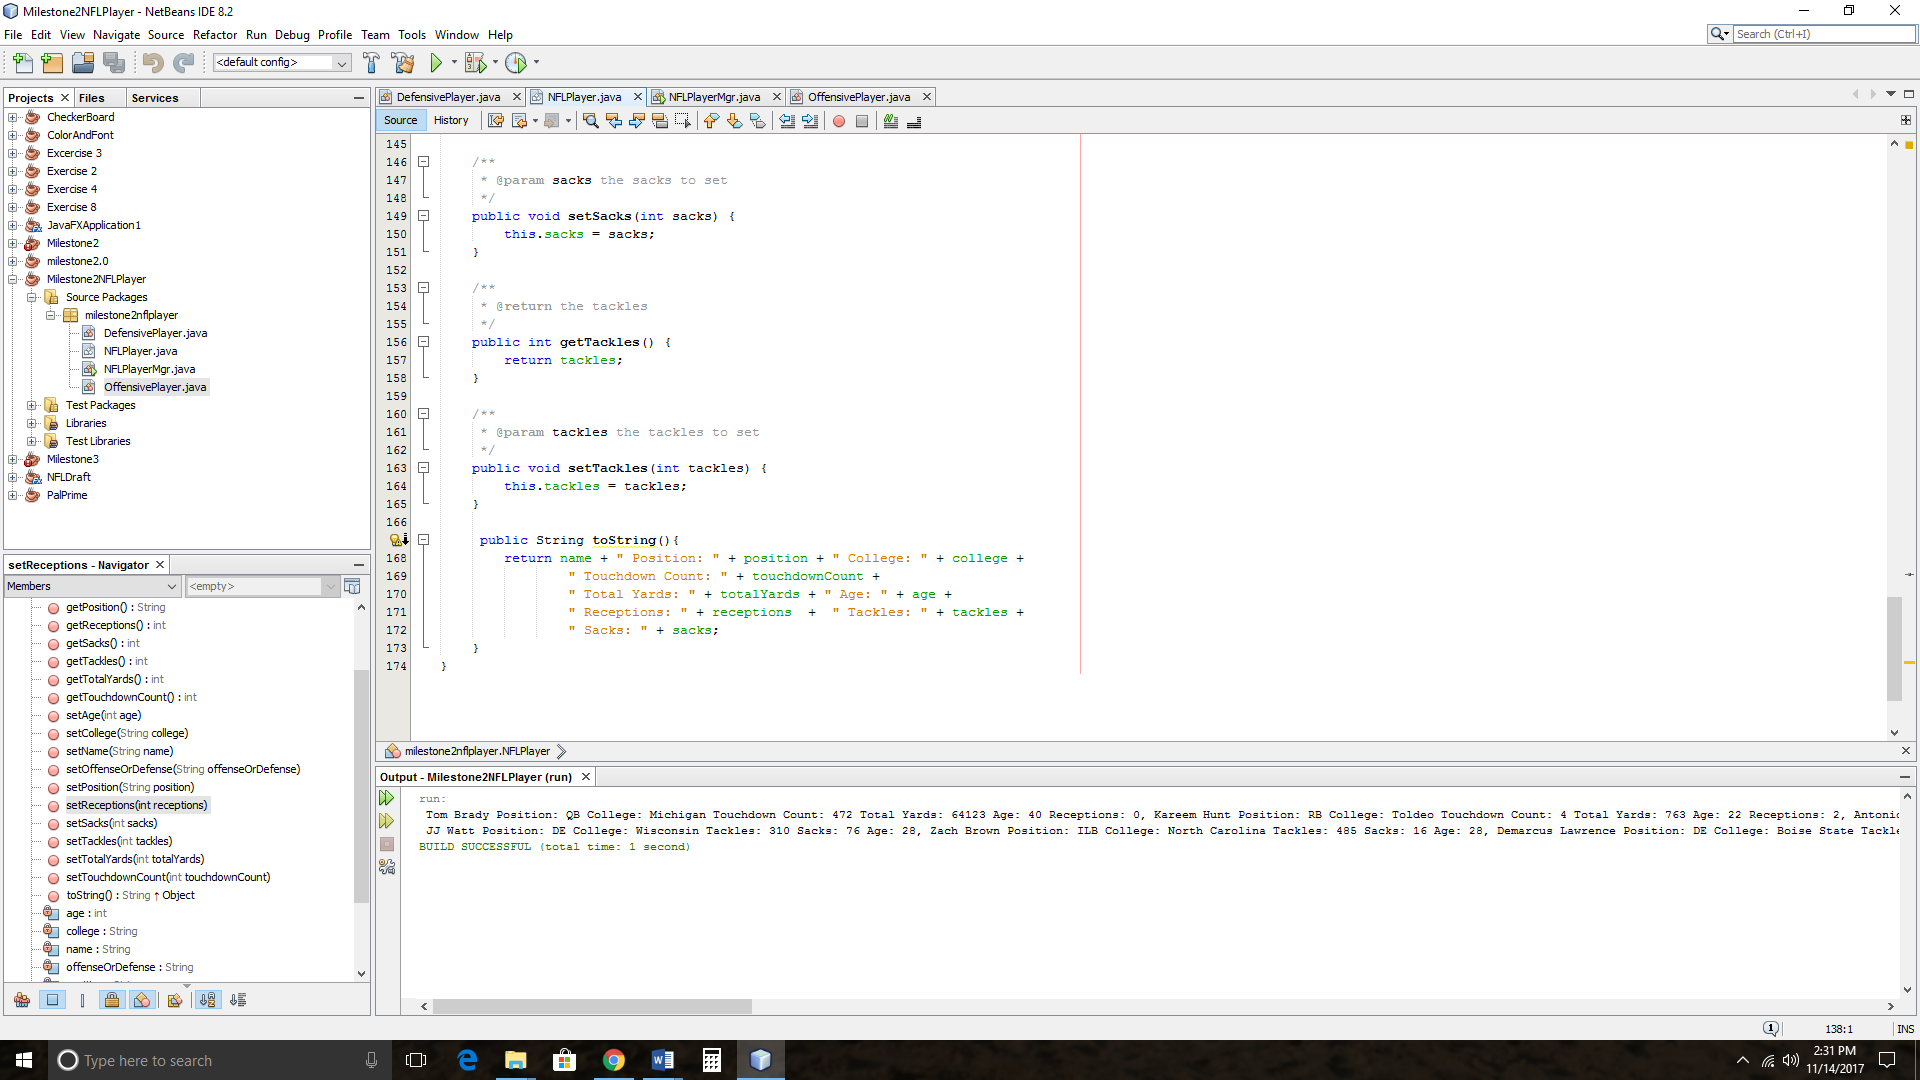 Milestone2NFLPlayer - NetBeans IDE 8.2
File Edit View Navigate Source Refactor Run Debug Profile Team Tools Window Help
Search (Ctrl+I)
<default config>
Projects Files Services
CheckerBoard
ColorAndFont
Excercise 3
Exercise 2
Exercise 4
Exercise 8
JavaFXApplication1
Milestone2
milestone2.0
Milestone2NFLPlayer
Source Packages
milestone2nflplayer
DefensivePlayer.java
NFLPlayer.java
NFLPlayerMgr.java
OffensivePlayer.java
Test Packages
Libraries
Test Libraries
Milestone3
NFLDraft
PalPrime
setReceptions - Navigator
Members <empty>
getPosition() : String
getReceptions() : int
getSacks() : int
getTackles() : int
getTotalYards() : int
getTouchdownCount() : int
setAge(int age)
setCollege(String college)
setName(String name)
setOffenseOrDefense(String offenseOrDefense)
setPosition(String position)
setReceptions(int receptions)
setSacks(int sacks)
setTackles(int tackles)
setTotalYards(int totalYards)
setTouchdownCount(int touchdownCount)
toString() : String ↑ Object
age : int
college : String
name : String
offenseOrDefense : String
DefensivePlayer.java NFLPlayer.java NFLPlayerMgr.java OffensivePlayer.java
Source History
145
146 /**
147 * @param sacks the sacks to set
148 */
149 public void setSacks(int sacks) {
150 this.sacks = sacks;
151 }
152
153 /**
154 * @return the tackles
155 */
156 public int getTackles() {
157 return tackles;
158 }
159
160 /**
161 * @param tackles the tackles to set
162 */
163 public void setTackles(int tackles) {
164 this.tackles = tackles;
165 }
166
public String toString(){
168 return name + " Position: " + position + " College: " + college +
169 " Touchdown Count: " + touchdownCount +
170 " Total Yards: " + totalYards + " Age: " + age +
171 " Receptions: " + receptions + " Tackles: " + tackles +
172 " Sacks: " + sacks;
173 }
174 }
milestone2nflplayer.NFLPlayer
Output - Milestone2NFLPlayer (run)
run:
Tom Brady Position: QB College: Michigan Touchdown Count: 472 Total Yards: 64123 Age: 40 Receptions: 0, Kareem Hunt Position: RB College: Toldeo Touchdown Count: 4 Total Yards: 763 Age: 22 Receptions: 2, Antonio
JJ Watt Position: DE College: Wisconsin Tackles: 310 Sacks: 76 Age: 28, Zach Brown Position: ILB College: North Carolina Tackles: 485 Sacks: 16 Age: 28, Demarcus Lawrence Position: DE College: Boise State Tackle
BUILD SUCCESSFUL (total time: 1 second)
1 138:1 INS
Type here to search
2:31 PM
11/14/2017